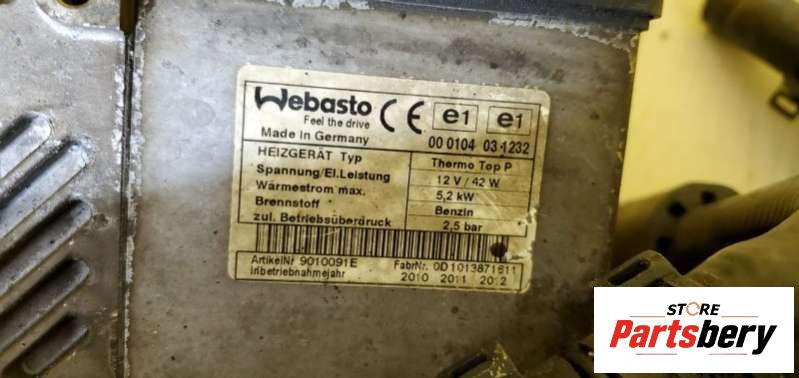 Webasto
Feel the drive
Made in Germany
CE e1 e1
00 0104 03 1232
HEIZGERÄT Typ Thermo Top P
Spannung/El.Leistung 12 V / 42 W
Wärmestrom max. 5,2 kW
Brennstoff Benzin
zul. Betriebsüberdruck 2,5 bar
ArtikelNr 9010091E FabrNr. 0D1013871611
Inbetriebnahmejahr 2010 2011 2012
STORE
Partsbery